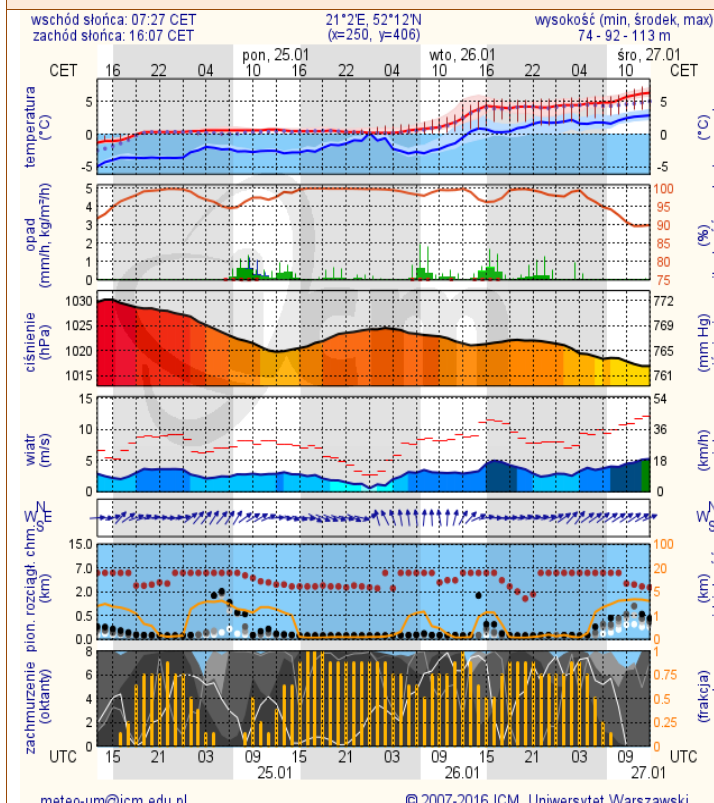 wschód słońca: 07:27 CET 21°2'E, 52°12'N wysokość (min, środek, max)
zachód słońca: 16:07 CET (x=250, y=406) 74 - 92 - 113 m
pon, 25.01 wto, 26.01 śro, 27.01
CET 16 22 04 10 16 22 04 10 16 22 04 10 CET
temperatura (°C)
5 5
0 0
-5 -5
(°C)
opad (mm/h, kg/m²/h)
5 100
4 95
3 90
2 85
1 80
0 75
(%)
icm
ciśnienie (hPa)
1030 772
1025 769
1020 765
1015 761
(mm Hg)
wiatr (m/s)
15 54
10 36
5 18
0 0
(km/h)
N
W E
S
N
W
S
pion. rozciągł. chm. (km)
15.0 100
7.0 20
2.0 5
0.5 1
0.0 0
(km)
zachmurzenie (oktanty)
8 1
6 0.75
4 0.5
2 0.25
0 0
(frakcja)
UTC 15 21 03 09 15 21 03 09 15 21 03 09 UTC
25.01 26.01 27.01
meteo-um@icm.edu.pl © 2007-2016 ICM, Uniwersytet Warszawski